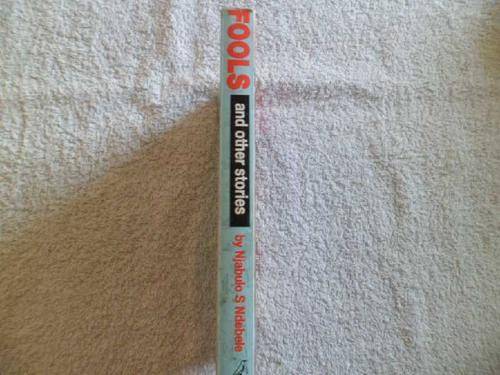 FOOLS
and other stories
by Njabulo S Ndebele